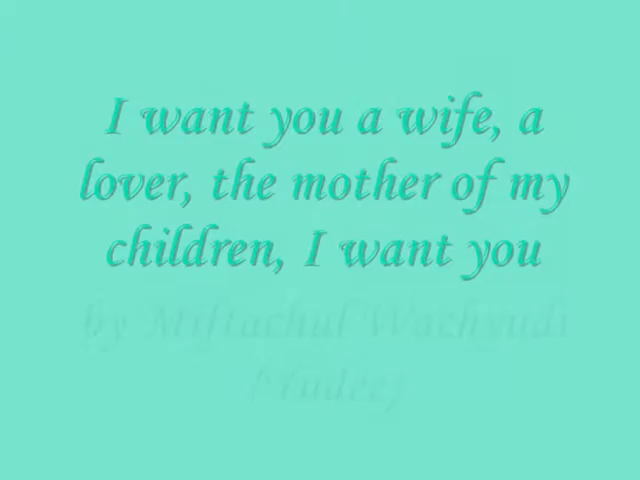 I want you a wife, a
lover, the mother of my
children, I want you
by Miftachul Wachyudi